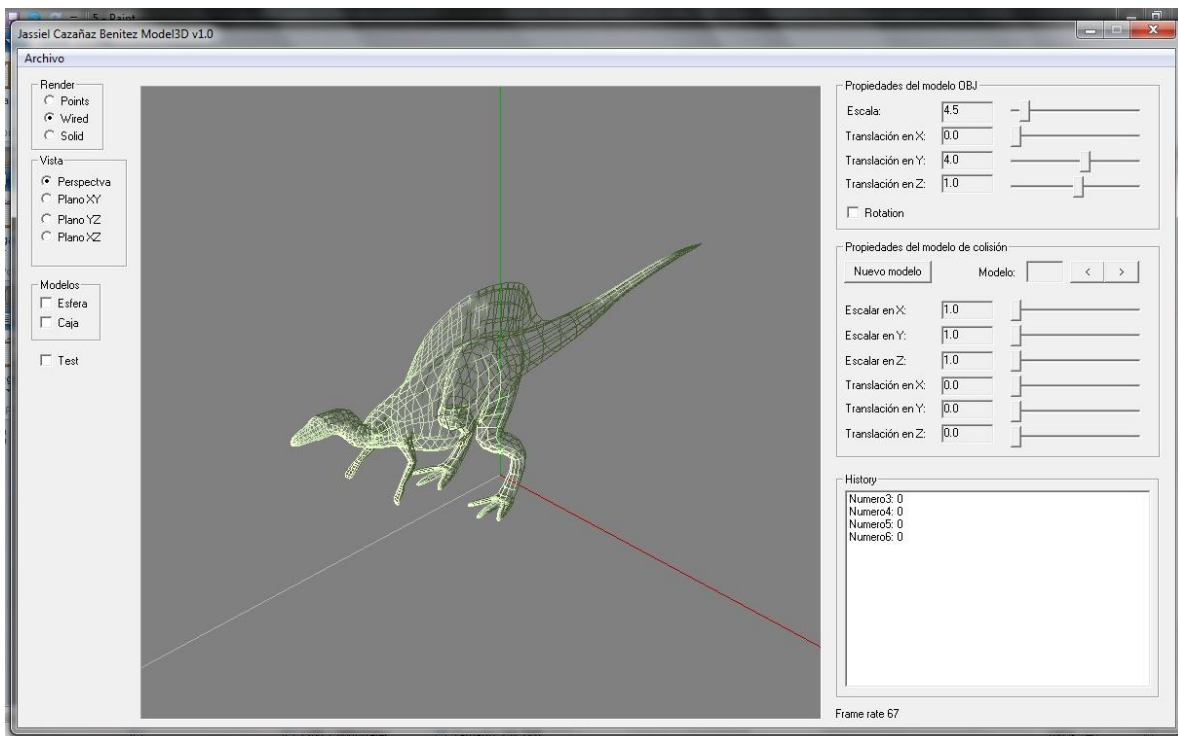 5 - Paint
Jassiel Cazañaz Benitez Model3D v1.0
Archivo
Render
Points
Wired
Solid
Vista
Perspectva
Plano XY
Plano YZ
Plano XZ
Modelos
Esfera
Caja
Test
Propiedades del modelo OBJ
Escala: 4.5
Translación en X: 0.0
Translación en Y: 4.0
Translación en Z: 1.0
Rotation
Propiedades del modelo de colisión
Nuevo modelo Modelo: < >
Escalar en X: 1.0
Escalar en Y: 1.0
Escalar en Z: 1.0
Translación en X: 0.0
Translación en Y: 0.0
Translación en Z: 0.0
History
Numero3: 0
Numero4: 0
Numero5: 0
Numero6: 0
Frame rate 67